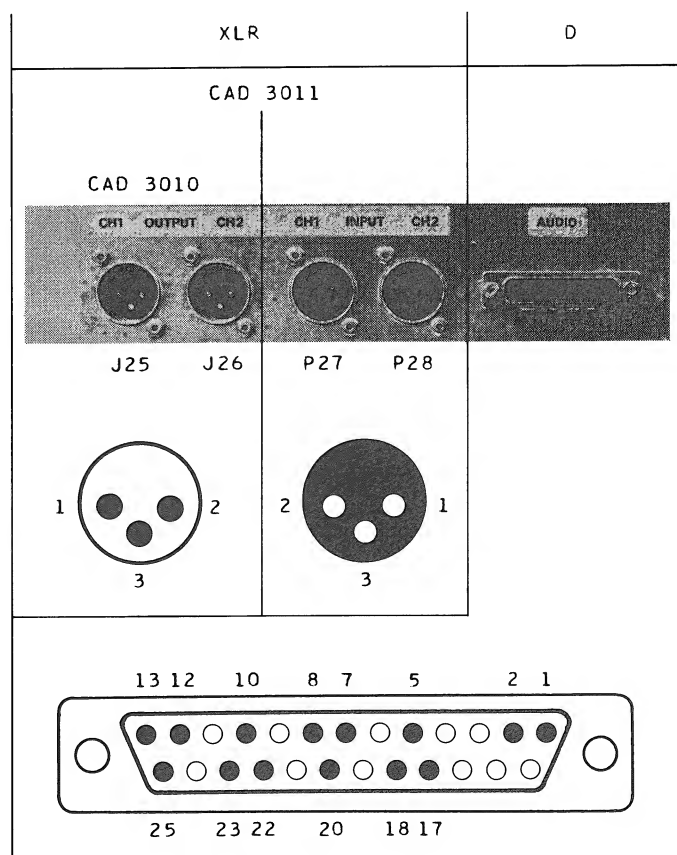 XLR D
CAD 3011
CAD 3010
CH1 OUTPUT CH2 CH1 INPUT CH2 AUDIO
J25 J26 P27 P28
1 2 2 1
3 3
13 12 10 8 7 5 2 1
25 23 22 20 18 17